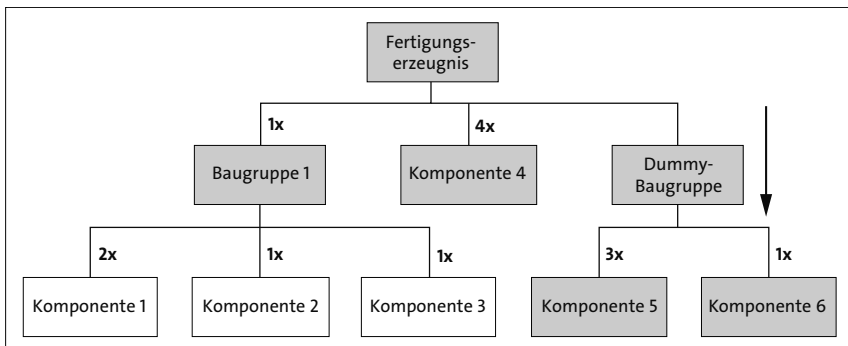 Fertigungs-
erzeugnis
1x
4x
Baugruppe 1
Komponente 4
Dummy-
Baugruppe
2x
1x
1x
3x
1x
Komponente 1
Komponente 2
Komponente 3
Komponente 5
Komponente 6